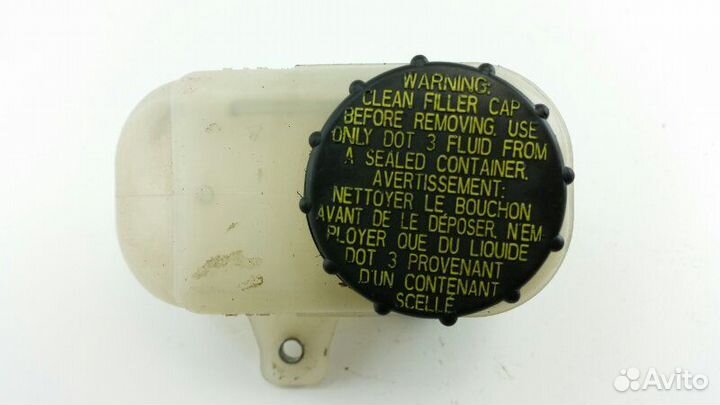 WARNING:
CLEAN FILLER CAP
BEFORE REMOVING. USE
ONLY DOT 3 FLUID FROM
A SEALED CONTAINER.
AVERTISSEMENT:
NETTOYER LE BOUCHON
AVANT DE LE DÉPOSER. N'EM-
PLOYER QUE DU LIQUIDE
DOT 3 PROVENANT
D'UN CONTENANT
SCELLÉ
Avito